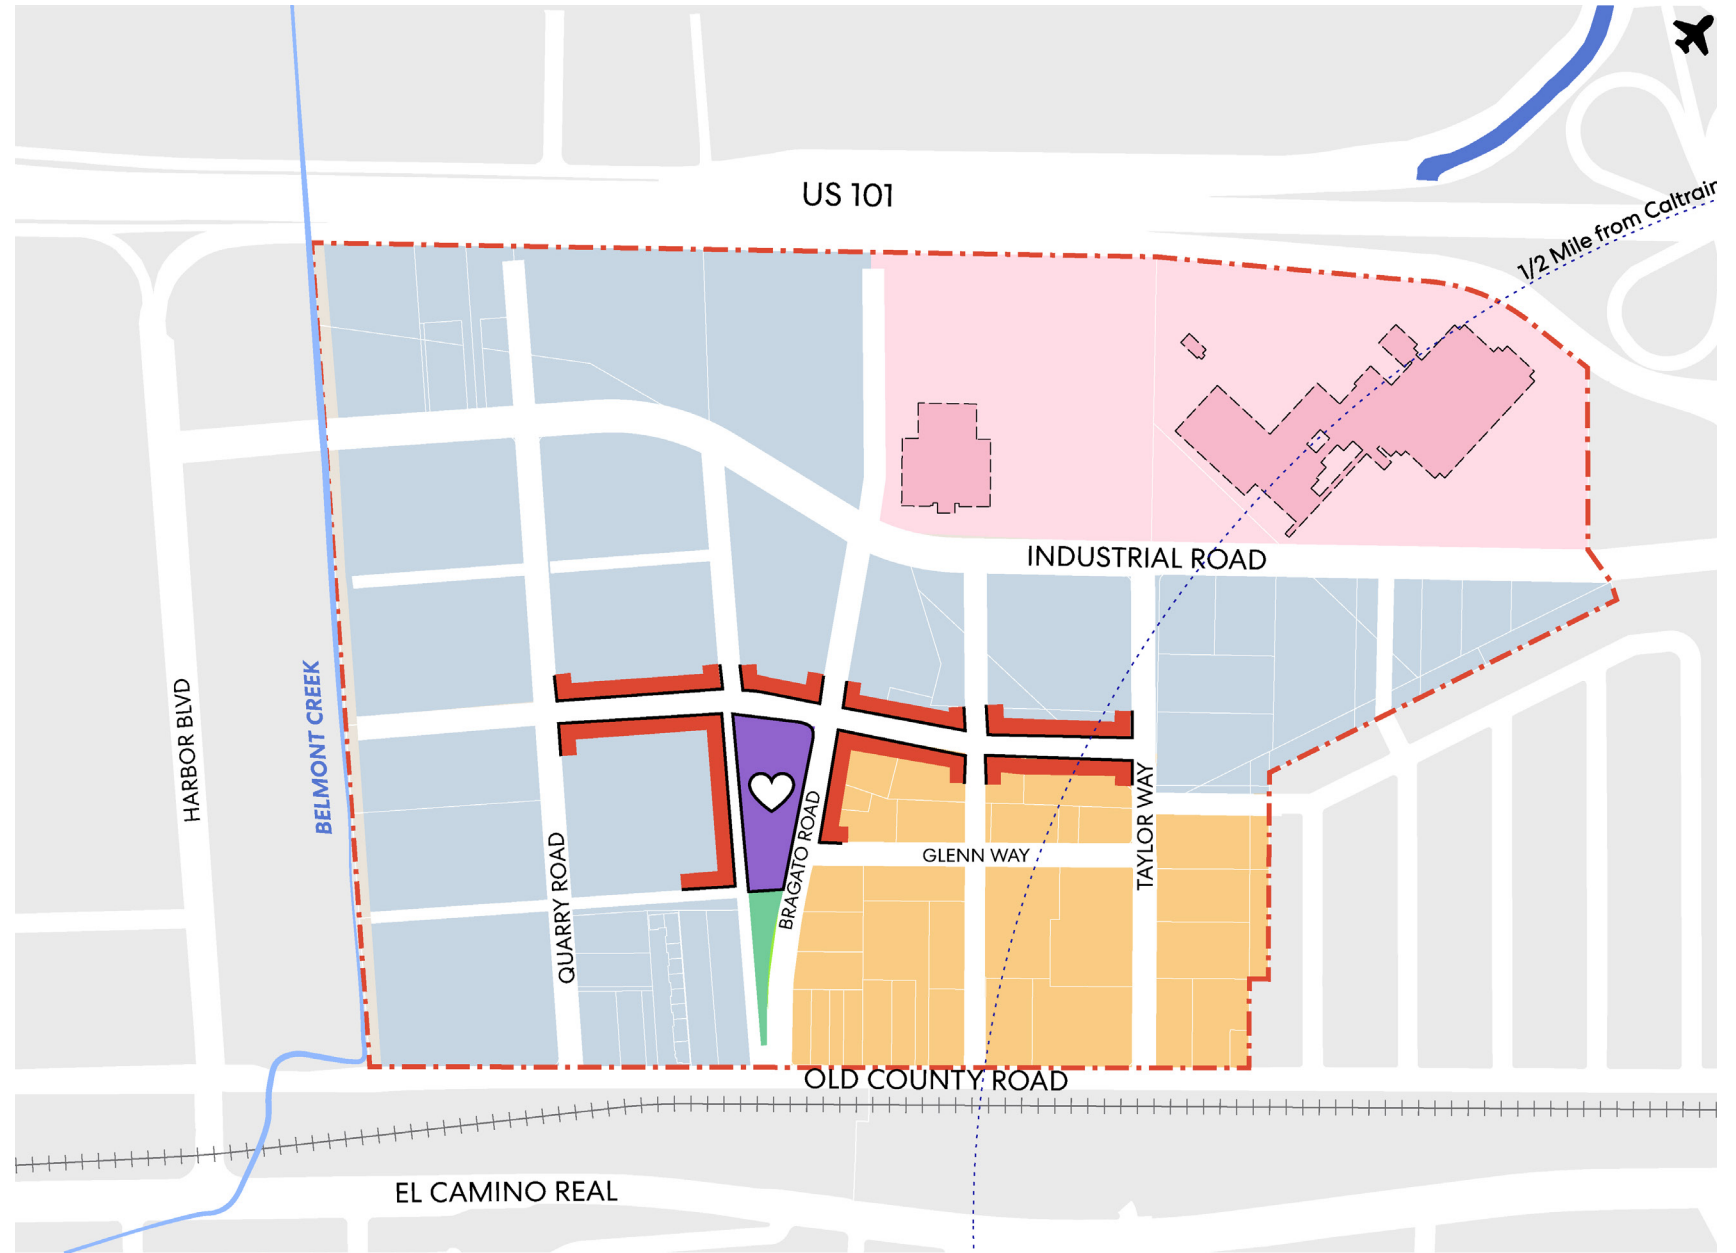 US 101
1/2 Mile from Caltrain
INDUSTRIAL ROAD
HARBOR BLVD
BELMONT CREEK
QUARRY ROAD
BRAGATO ROAD
GLENN WAY
TAYLOR WAY
OLD COUNTY ROAD
EL CAMINO REAL